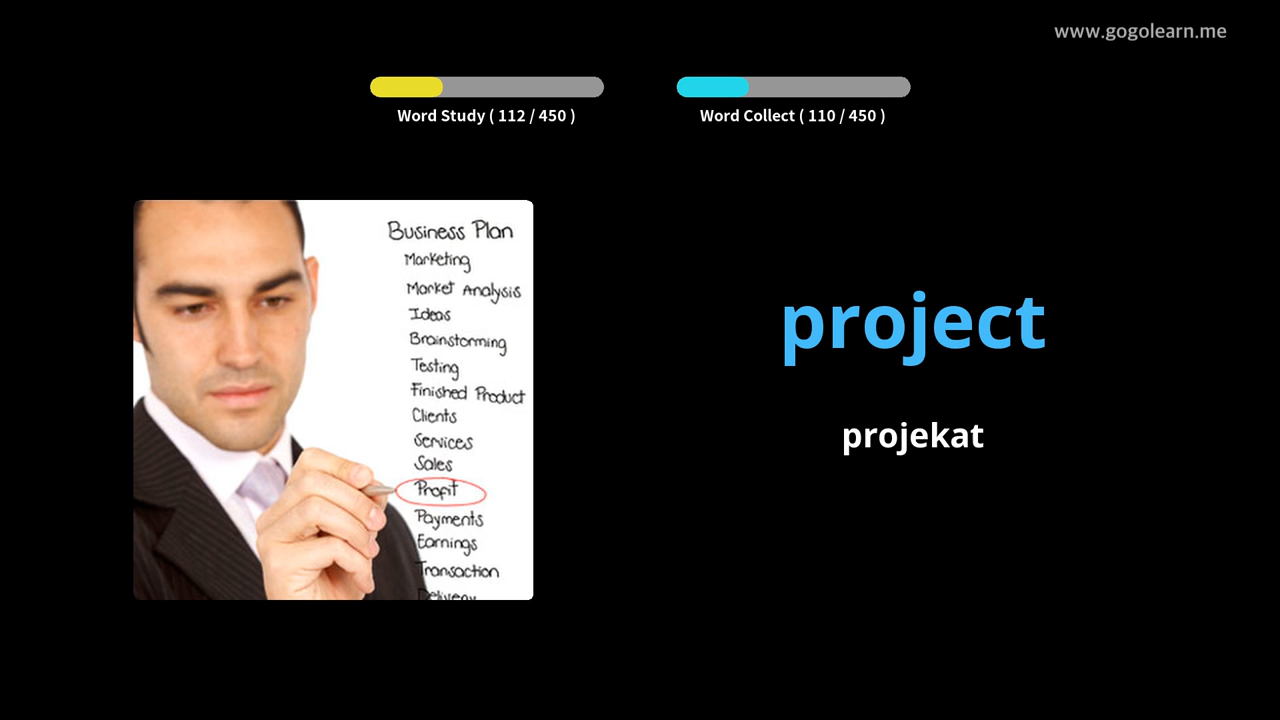 www.gogolearn.me
Word Study ( 112 / 450 )
Word Collect ( 110 / 450 )
Business Plan
Marketing
Market Analysis
Ideas
Brainstorming
Testing
Finished Product
Clients
Services
Sales
Profit
Payments
Earnings
Transaction
Delivery
project
projekat